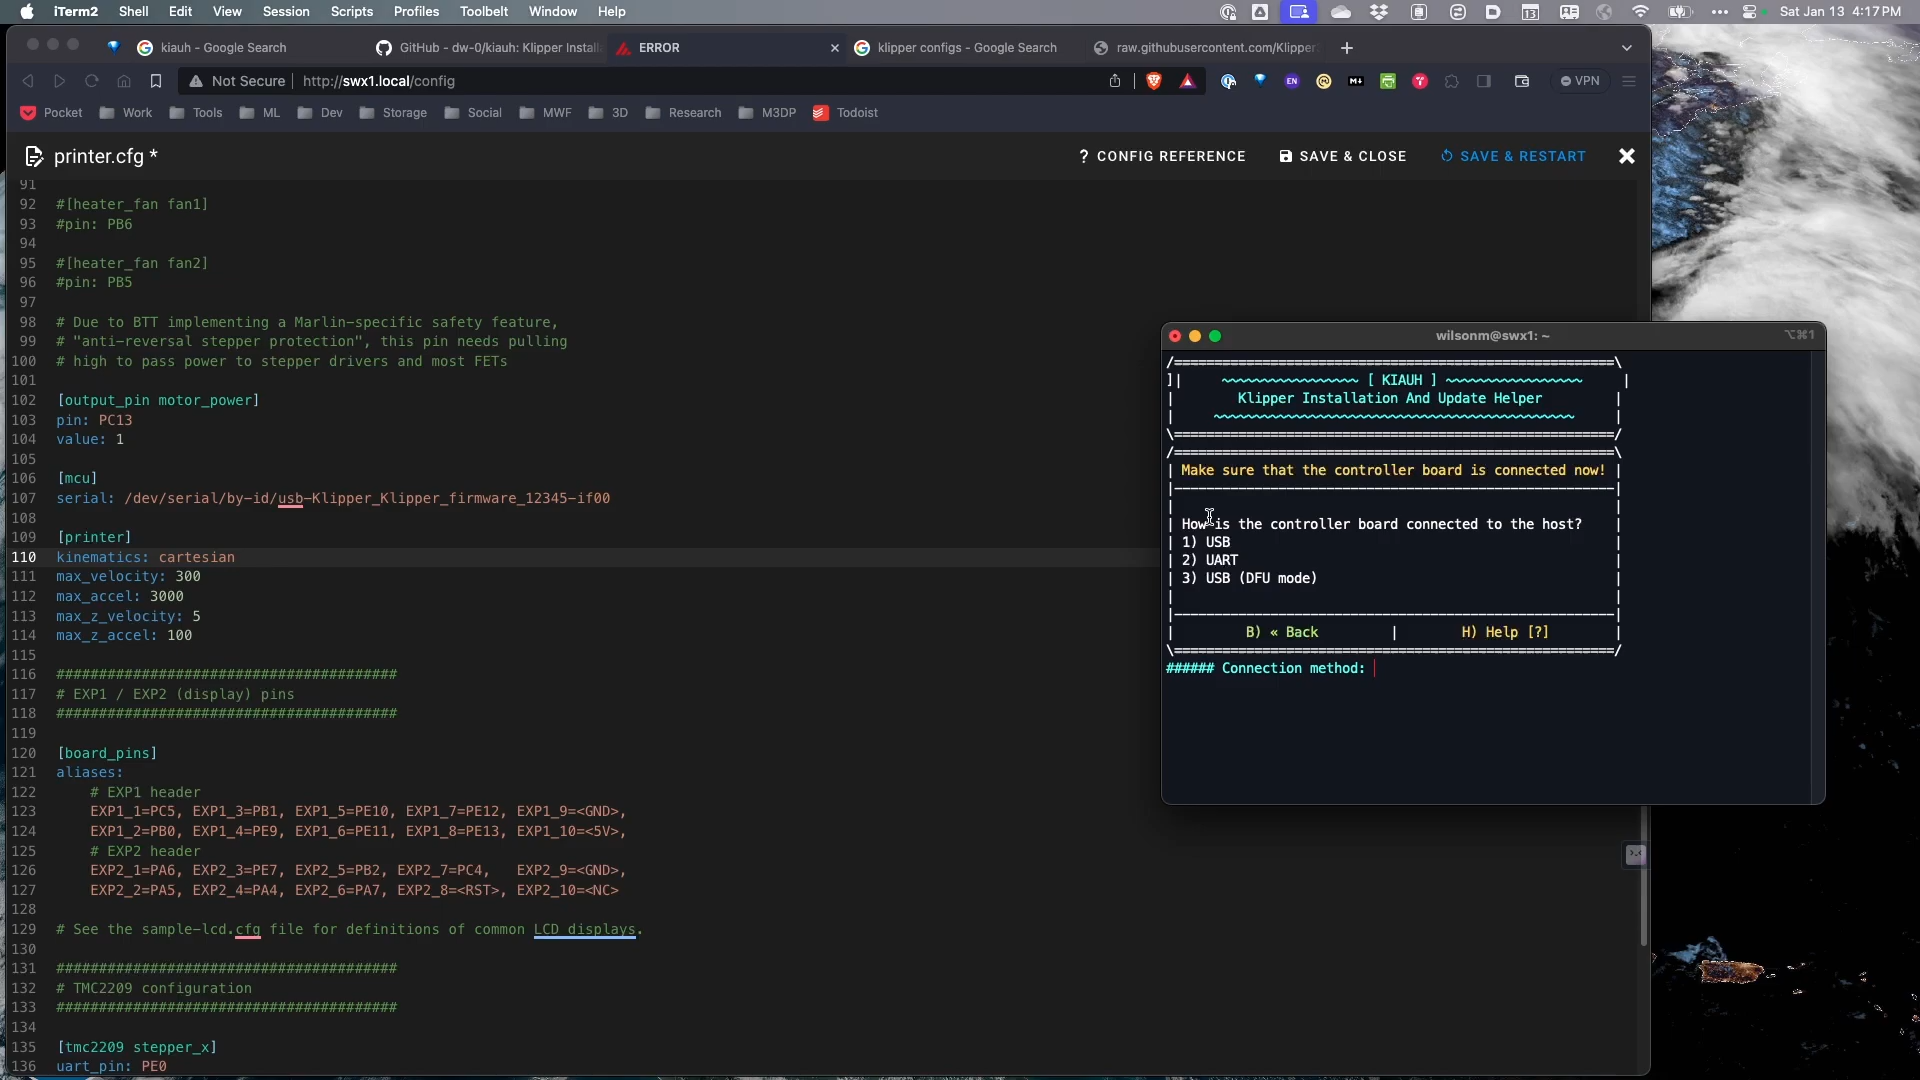 iTerm2 Shell Edit View Session Scripts Profiles Toolbelt Window Help
Sat Jan 13 4:17 PM
kiauh - Google Search
GitHub - dw-0/kiauh: Klipper Install
ERROR
klipper configs - Google Search
raw.githubusercontent.com/Klipper
Not Secure
http://swx1.local/config
VPN
Pocket Work Tools ML Dev Storage Social MWF 3D Research M3DP Todoist
printer.cfg *
? CONFIG REFERENCE
SAVE & CLOSE
SAVE & RESTART
91
92 #[heater_fan fan1]
93 #pin: PB6
94
95 #[heater_fan fan2]
96 #pin: PB5
97
98 # Due to BTT implementing a Marlin-specific safety feature,
99 # "anti-reversal stepper protection", this pin needs pulling
100 # high to pass power to stepper drivers and most FETs
101
102 [output_pin motor_power]
103 pin: PC13
104 value: 1
105
106 [mcu]
107 serial: /dev/serial/by-id/usb-Klipper_Klipper_firmware_12345-if00
108
109 [printer]
110 kinematics: cartesian
111 max_velocity: 300
112 max_accel: 3000
113 max_z_velocity: 5
114 max_z_accel: 100
115
116 ########################################
117 # EXP1 / EXP2 (display) pins
118 ########################################
119
120 [board_pins]
121 aliases:
122 # EXP1 header
123 EXP1_1=PC5, EXP1_3=PB1, EXP1_5=PE10, EXP1_7=PE12, EXP1_9=<GND>,
124 EXP1_2=PB0, EXP1_4=PE9, EXP1_6=PE11, EXP1_8=PE13, EXP1_10=<5V>,
125 # EXP2 header
126 EXP2_1=PA6, EXP2_3=PE7, EXP2_5=PB2, EXP2_7=PC4, EXP2_9=<GND>,
127 EXP2_2=PA5, EXP2_4=PA4, EXP2_6=PA7, EXP2_8=<RST>, EXP2_10=<NC>
128
129 # See the sample-lcd.cfg file for definitions of common LCD displays.
130
131 ########################################
132 # TMC2209 configuration
133 ########################################
134
135 [tmc2209 stepper_x]
136 uart_pin: PE0
wilsonm@swx1: ~
⌥⌘1
/=======================================================\
]| ~~~~~~~~~~~~~~~~~ [ KIAUH ] ~~~~~~~~~~~~~~~~~ |
| Klipper Installation And Update Helper |
| ~~~~~~~~~~~~~~~~~~~~~~~~~~~~~~~~~~~~~~~~~~~~~ |
\=======================================================/
/=======================================================\
| Make sure that the controller board is connected now! |
|-------------------------------------------------------|
| |
| How is the controller board connected to the host? |
| 1) USB |
| 2) UART |
| 3) USB (DFU mode) |
| |
|-------------------------------------------------------|
| B) « Back | H) Help [?] |
\=======================================================/
###### Connection method: